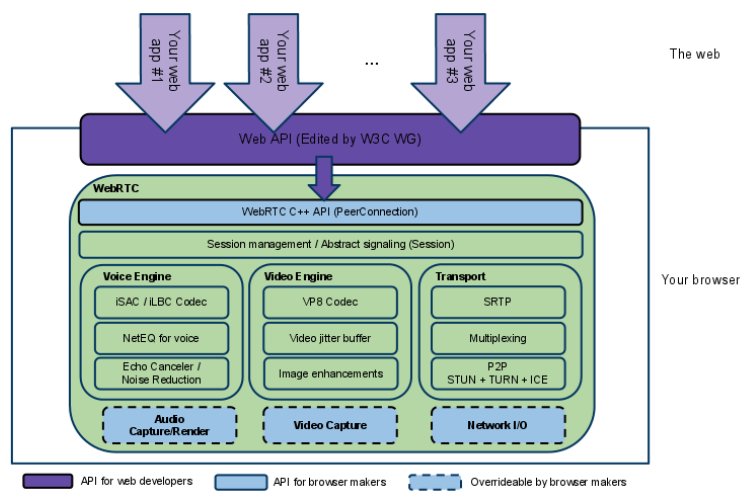 Your web
app #1
Your web
app #2
...
Your web
app #3
The web
Web API (Edited by W3C WG)
WebRTC
WebRTC C++ API (PeerConnection)
Session management / Abstract signaling (Session)
Your browser
Voice Engine
iSAC / iLBC Codec
NetEQ for voice
Echo Canceler /
Noise Reduction
Video Engine
VP8 Codec
Video jitter buffer
Image enhancements
Transport
SRTP
Multiplexing
P2P
STUN + TURN + ICE
Audio
Capture/Render
Video Capture
Network I/O
API for web developers
API for browser makers
Overrideable by browser makers